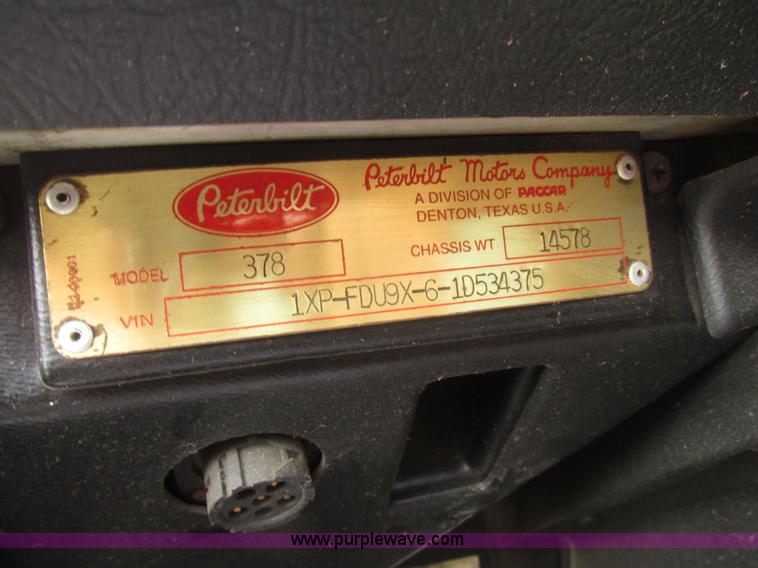 Peterbilt
Peterbilt Motors Company
A DIVISION OF PACCAR
DENTON, TEXAS U.S.A.
MODEL 378
CHASSIS WT 14578
VIN 1XP-FDU9X-6-1D534375
www.purplewave.com